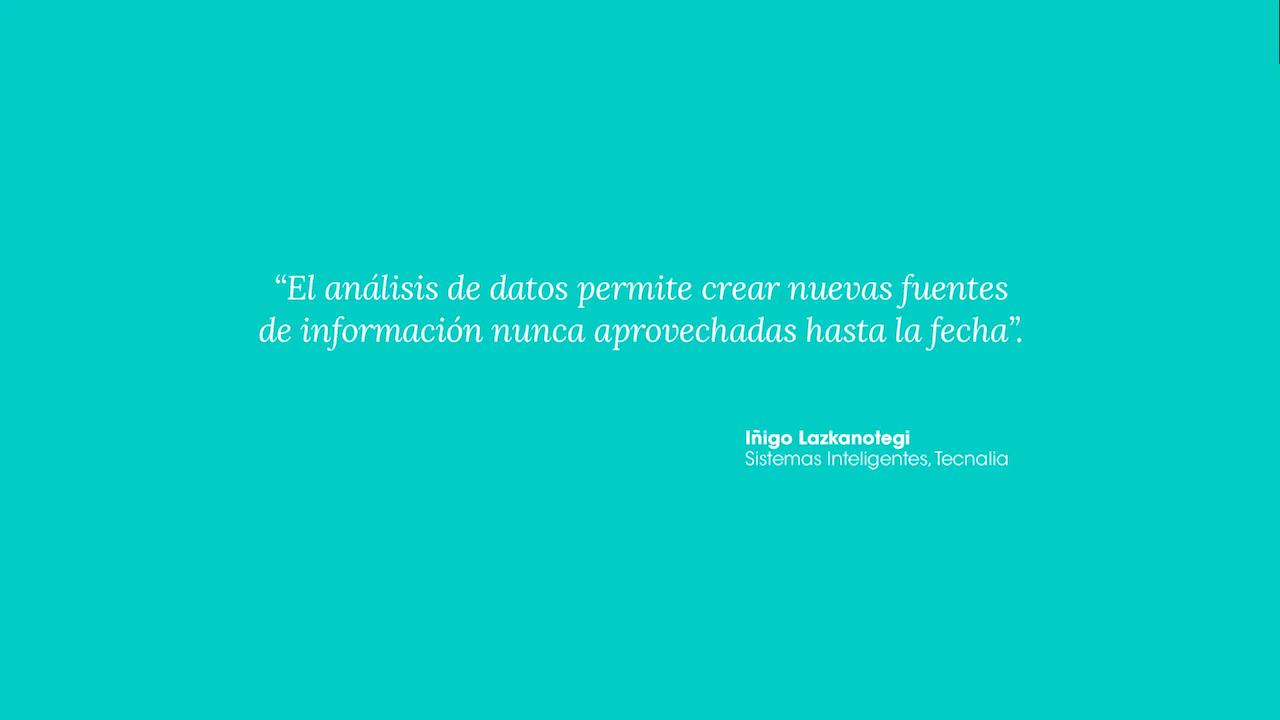 “El análisis de datos permite crear nuevas fuentes
de información nunca aprovechadas hasta la fecha”.
Iñigo Lazkanotegi
Sistemas Inteligentes, Tecnalia